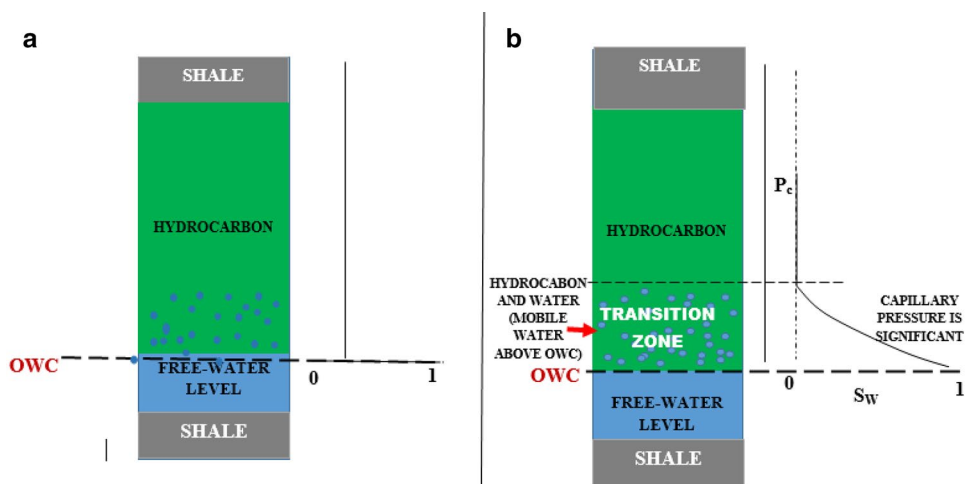 a
SHALE
HYDROCARBON
OWC
FREE-WATER
LEVEL
0
1
SHALE
b
SHALE
Pc
HYDROCARBON
HYDROCABON
AND WATER
(MOBILE
WATER
ABOVE OWC)
TRANSITION
ZONE
CAPILLARY
PRESSURE IS
SIGNIFICANT
OWC
0
SW
1
FREE-WATER
LEVEL
SHALE